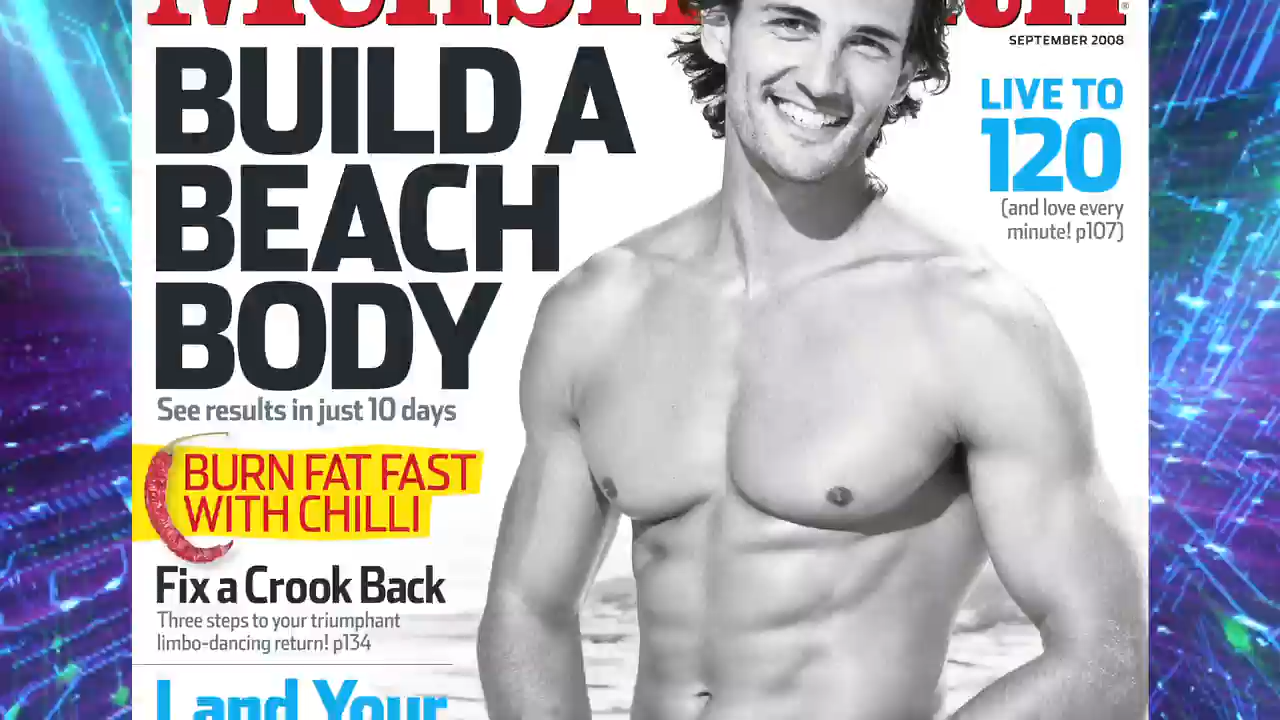 Men'sHealth
SEPTEMBER 2008
BUILD A
BEACH
BODY
See results in just 10 days
BURN FAT FAST
WITH CHILLI
Fix a Crook Back
Three steps to your triumphant
limbo-dancing return! p134
Land Your
LIVE TO
120
(and love every
minute! p107)